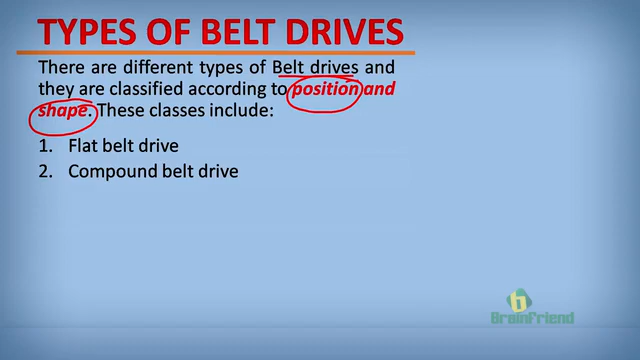 TYPES OF BELT DRIVES
There are different types of Belt drives and
they are classified according to position and
shape. These classes include:
1. Flat belt drive
2. Compound belt drive
b
BrainFriend